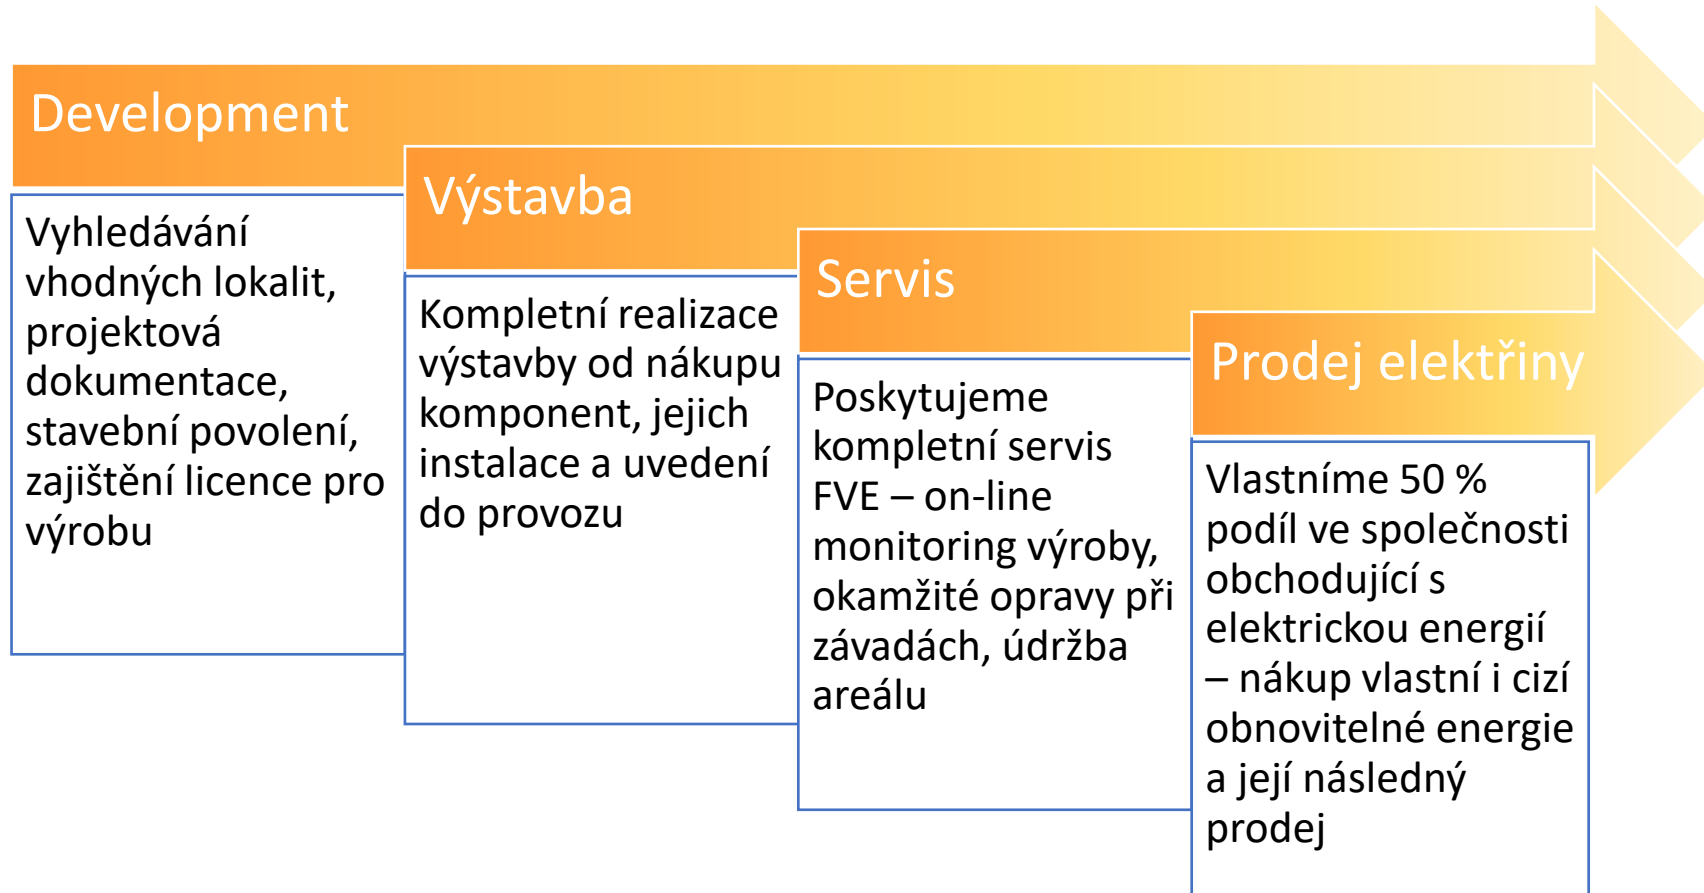 Development
Vyhledávání
vhodných lokalit,
projektová
dokumentace,
stavební povolení,
zajištění licence pro
výrobu
Výstavba
Kompletní realizace
výstavby od nákupu
komponent, jejich
instalace a uvedení
do provozu
Servis
Poskytujeme
kompletní servis
FVE – on-line
monitoring výroby,
okamžité opravy při
závadách, údržba
areálu
Prodej elektřiny
Vlastníme 50 %
podíl ve společnosti
obchodující s
elektrickou energií
– nákup vlastní i cizí
obnovitelné energie
a její následný
prodej